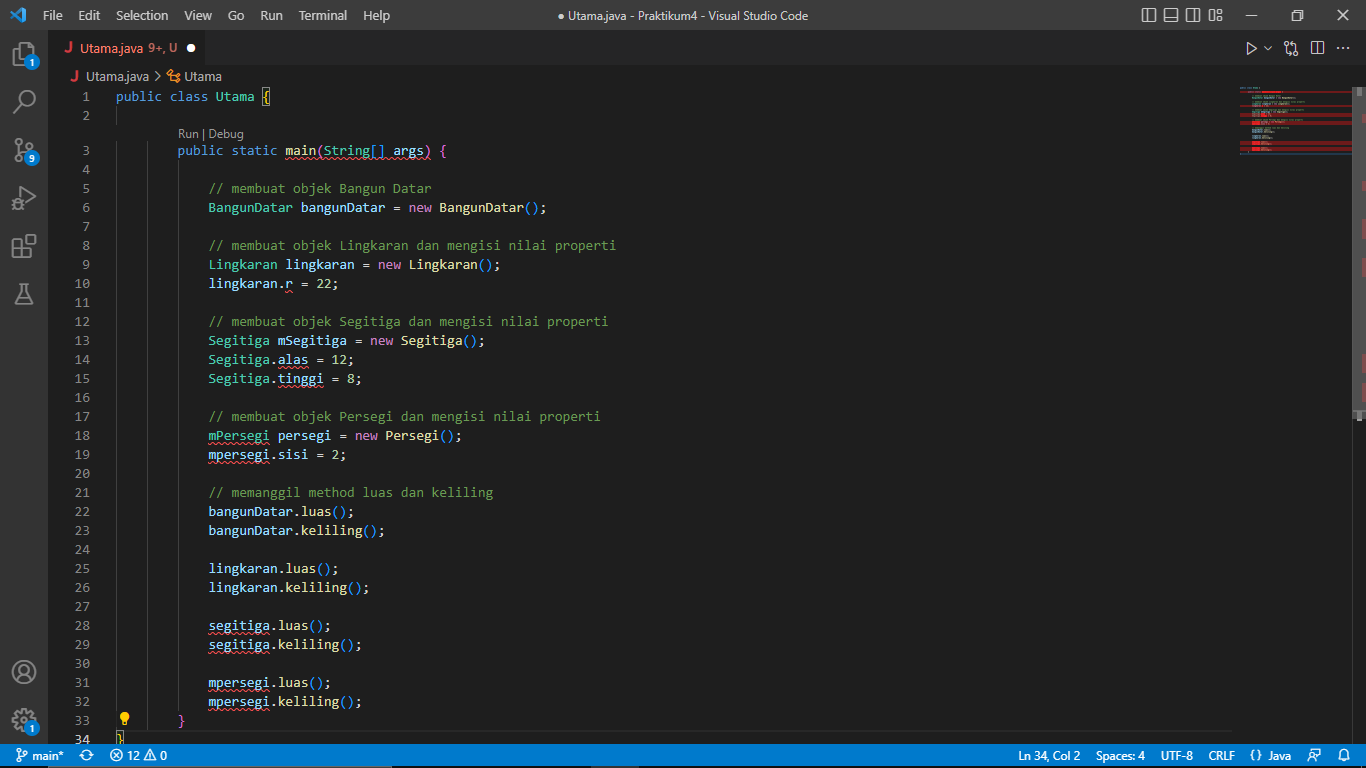 File Edit Selection View Go Run Terminal Help ● Utama.java - Praktikum4 - Visual Studio Code
J Utama.java 9+, U ●
J Utama.java > Utama
1 public class Utama {
2
Run | Debug
3 public static main(String[] args) {
4
5 // membuat objek Bangun Datar
6 BangunDatar bangunDatar = new BangunDatar();
7
8 // membuat objek Lingkaran dan mengisi nilai properti
9 Lingkaran lingkaran = new Lingkaran();
10 lingkaran.r = 22;
11
12 // membuat objek Segitiga dan mengisi nilai properti
13 Segitiga mSegitiga = new Segitiga();
14 Segitiga.alas = 12;
15 Segitiga.tinggi = 8;
16
17 // membuat objek Persegi dan mengisi nilai properti
18 mPersegi persegi = new Persegi();
19 mpersegi.sisi = 2;
20
21 // memanggil method luas dan keliling
22 bangunDatar.luas();
23 bangunDatar.keliling();
24
25 lingkaran.luas();
26 lingkaran.keliling();
27
28 segitiga.luas();
29 segitiga.keliling();
30
31 mpersegi.luas();
32 mpersegi.keliling();
33 }
34 }
1
9
1
main* 12 0 Ln 34, Col 2 Spaces: 4 UTF-8 CRLF {} Java